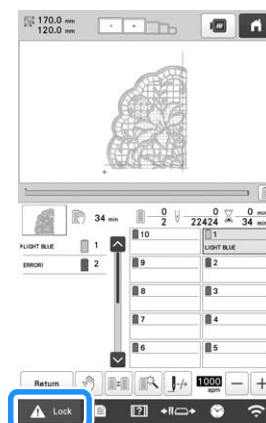 170.0 mm
120.0 mm
34 min
0
2
0
22424
0 min
34 min
LIGHT BLUE 1
ERROR! 2
10
1
LIGHT BLUE
9
2
8
3
7
4
6
5
Return
-/+
1000
spm
− +
Lock